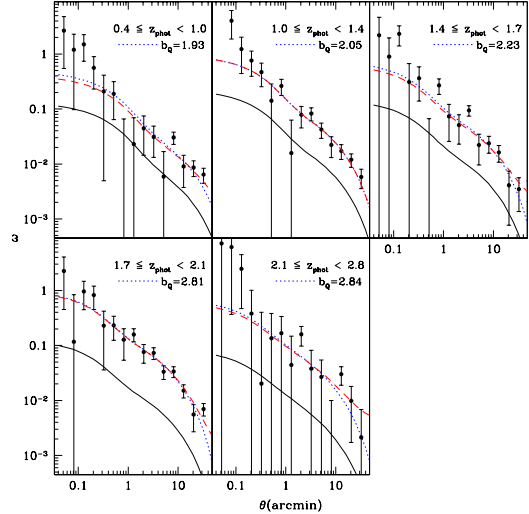 0.4 ≦ z_phot < 1.0
b_Q=1.93
1.0 ≦ z_phot < 1.4
b_Q=2.05
1.4 ≦ z_phot < 1.7
b_Q=2.23
1
0.1
10⁻²
10⁻³
0.1 1 10
ω
1.7 ≦ z_phot < 2.1
b_Q=2.81
2.1 ≦ z_phot < 2.8
b_Q=2.84
1
0.1
10⁻²
10⁻³
0.1 1 10
0.1 1 10
θ(arcmin)